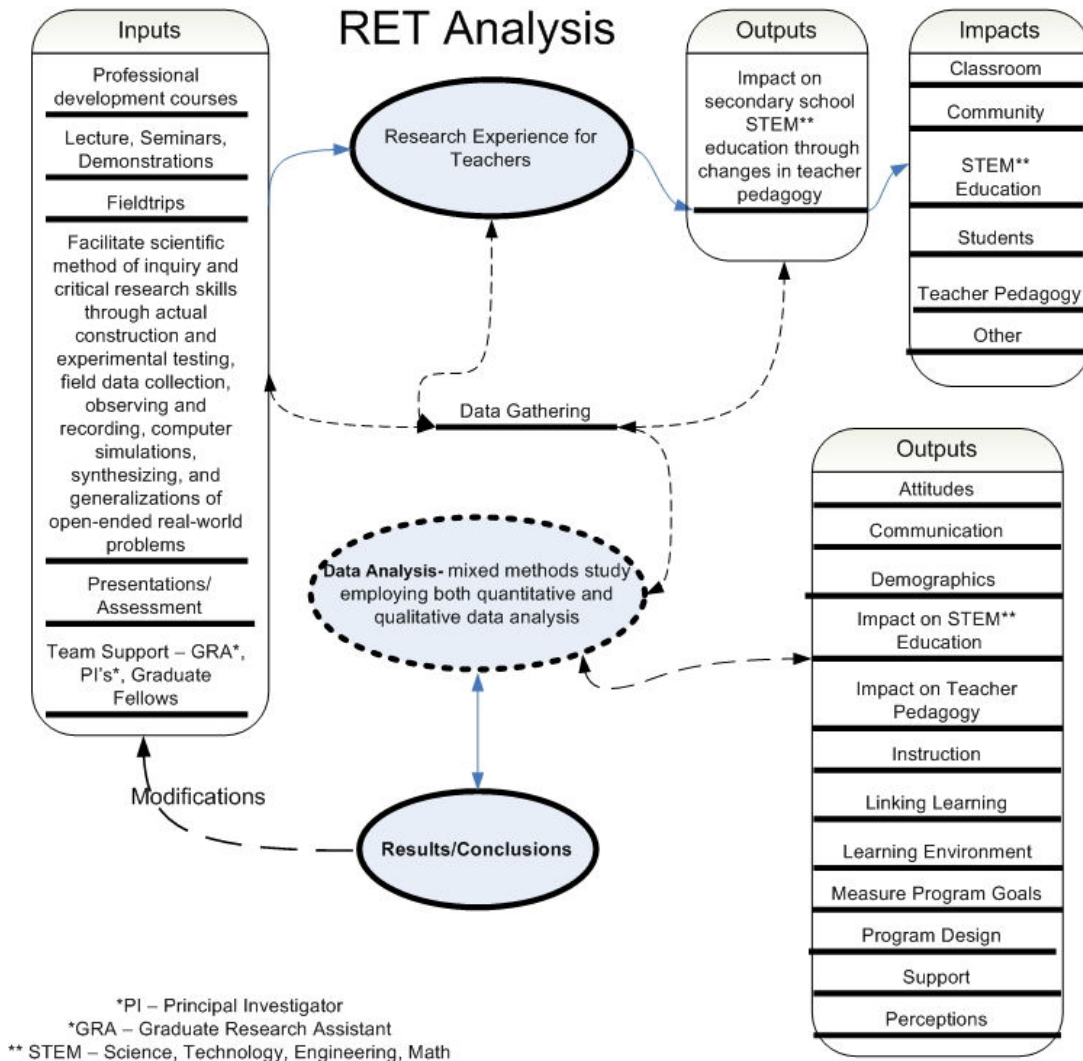 RET Analysis
Inputs
Professional
development courses
Lecture, Seminars,
Demonstrations
Fieldtrips
Facilitate scientific
method of inquiry and
critical research skills
through actual
construction and
experimental testing,
field data collection,
observing and
recording, computer
simulations,
synthesizing, and
generalizations of
open-ended real-world
problems
Presentations/
Assessment
Team Support – GRA*,
PI's*, Graduate
Fellows
Research Experience for
Teachers
Outputs
Impact on
secondary school
STEM**
education through
changes in teacher
pedagogy
Impacts
Classroom
Community
STEM**
Education
Students
Teacher Pedagogy
Other
Data Gathering
Data Analysis- mixed methods study
employing both quantitative and
qualitative data analysis
Outputs
Attitudes
Communication
Demographics
Impact on STEM**
Education
Impact on Teacher
Pedagogy
Instruction
Linking Learning
Learning Environment
Measure Program Goals
Program Design
Support
Perceptions
Modifications
Results/Conclusions
*PI – Principal Investigator
*GRA – Graduate Research Assistant
** STEM – Science, Technology, Engineering, Math